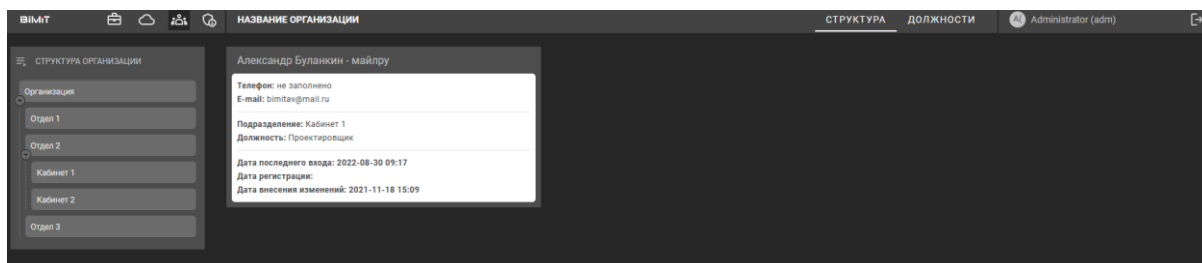 BIMIT
НАЗВАНИЕ ОРГАНИЗАЦИИ
СТРУКТУРА
ДОЛЖНОСТИ
A( Administrator (adm)
СТРУКТУРА ОРГАНИЗАЦИИ
Организация
Отдел 1
Отдел 2
Кабинет 1
Кабинет 2
Отдел 3
Александр Буланкин - майлру
Телефон: не заполнено
E-mail: bimitav@mail.ru
Подразделение: Кабинет 1
Должность: Проектировщик
Дата последнего входа: 2022-08-30 09:17
Дата регистрации:
Дата внесения изменений: 2021-11-18 15:09